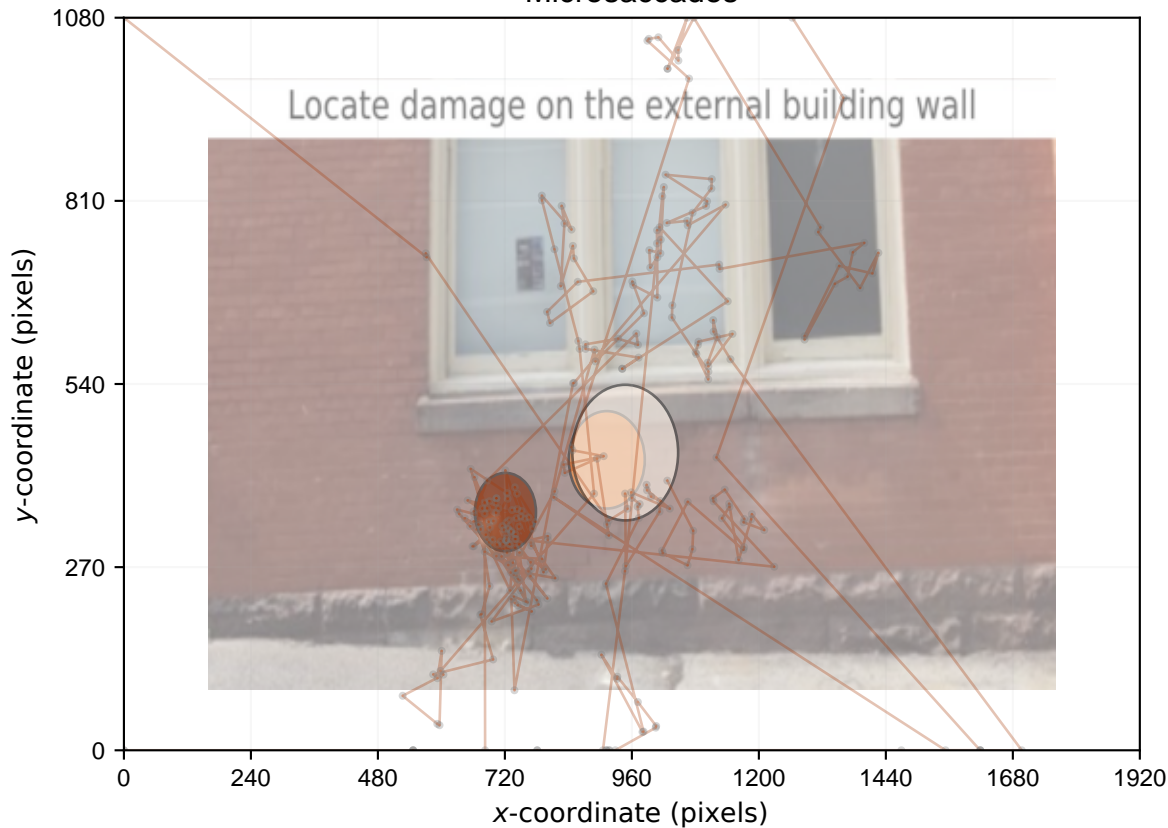 Microsaccades
1080
810
540
270
0
y-coordinate (pixels)
Locate damage on the external building wall
0 240 480 720 960 1200 1440 1680 1920
x-coordinate (pixels)